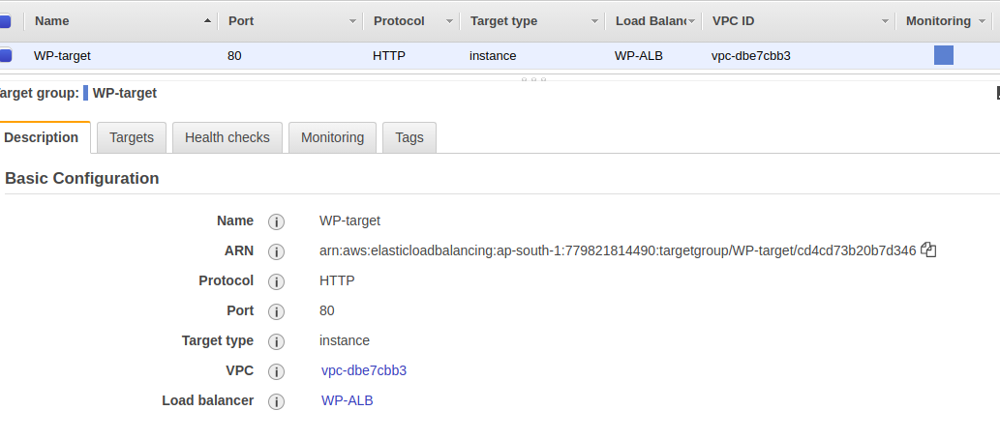 Name Port Protocol Target type Load Balanc VPC ID Monitoring
WP-target 80 HTTP instance WP-ALB vpc-dbe7cbb3
arget group: WP-target
Description Targets Health checks Monitoring Tags
Basic Configuration
Name i WP-target
ARN i arn:aws:elasticloadbalancing:ap-south-1:779821814490:targetgroup/WP-target/cd4cd73b20b7d346
Protocol i HTTP
Port i 80
Target type i instance
VPC i vpc-dbe7cbb3
Load balancer i WP-ALB